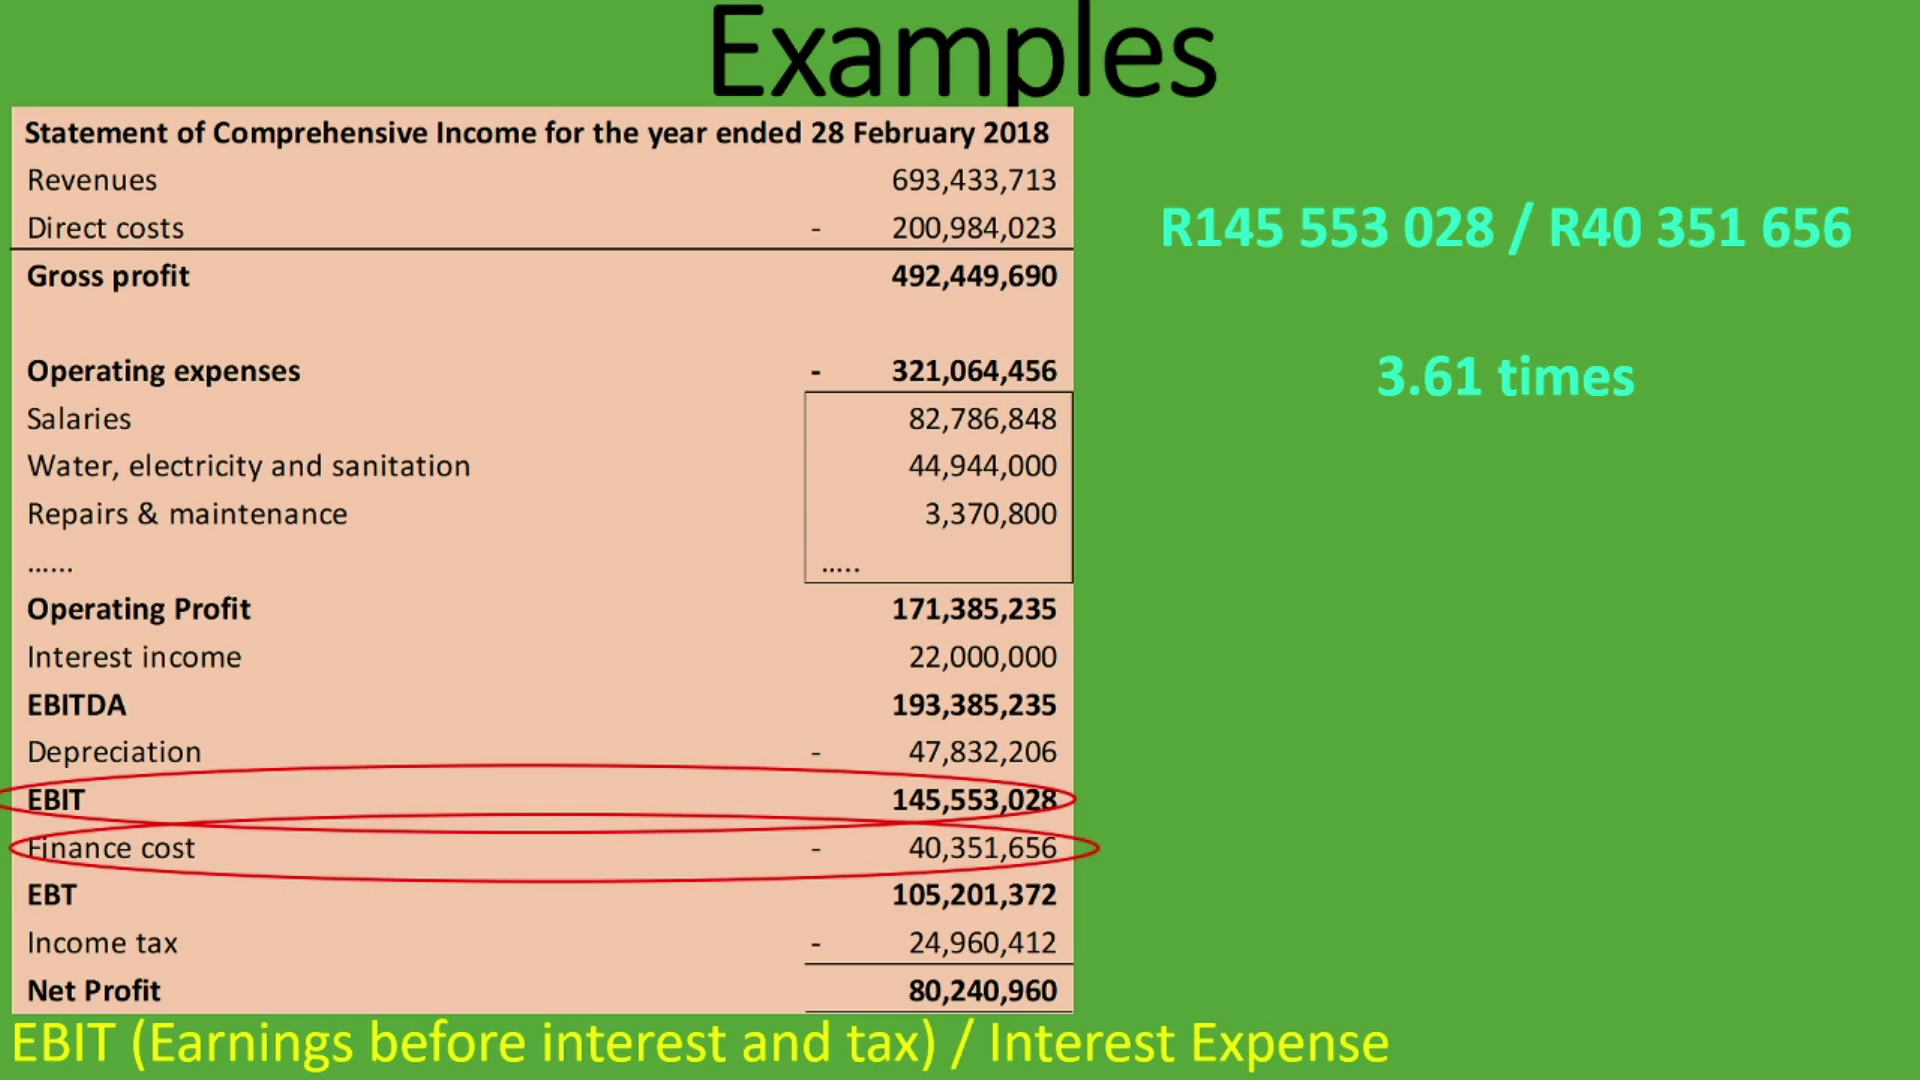 Examples
Statement of Comprehensive Income for the year ended 28 February 2018
Revenues 693,433,713
Direct costs - 200,984,023
Gross profit 492,449,690
Operating expenses - 321,064,456
Salaries 82,786,848
Water, electricity and sanitation 44,944,000
Repairs & maintenance 3,370,800
...... .....
Operating Profit 171,385,235
Interest income 22,000,000
EBITDA 193,385,235
Depreciation - 47,832,206
EBIT 145,553,028
Finance cost - 40,351,656
EBT 105,201,372
Income tax - 24,960,412
Net Profit 80,240,960
R145 553 028 / R40 351 656
3.61 times
EBIT (Earnings before interest and tax) / Interest Expense